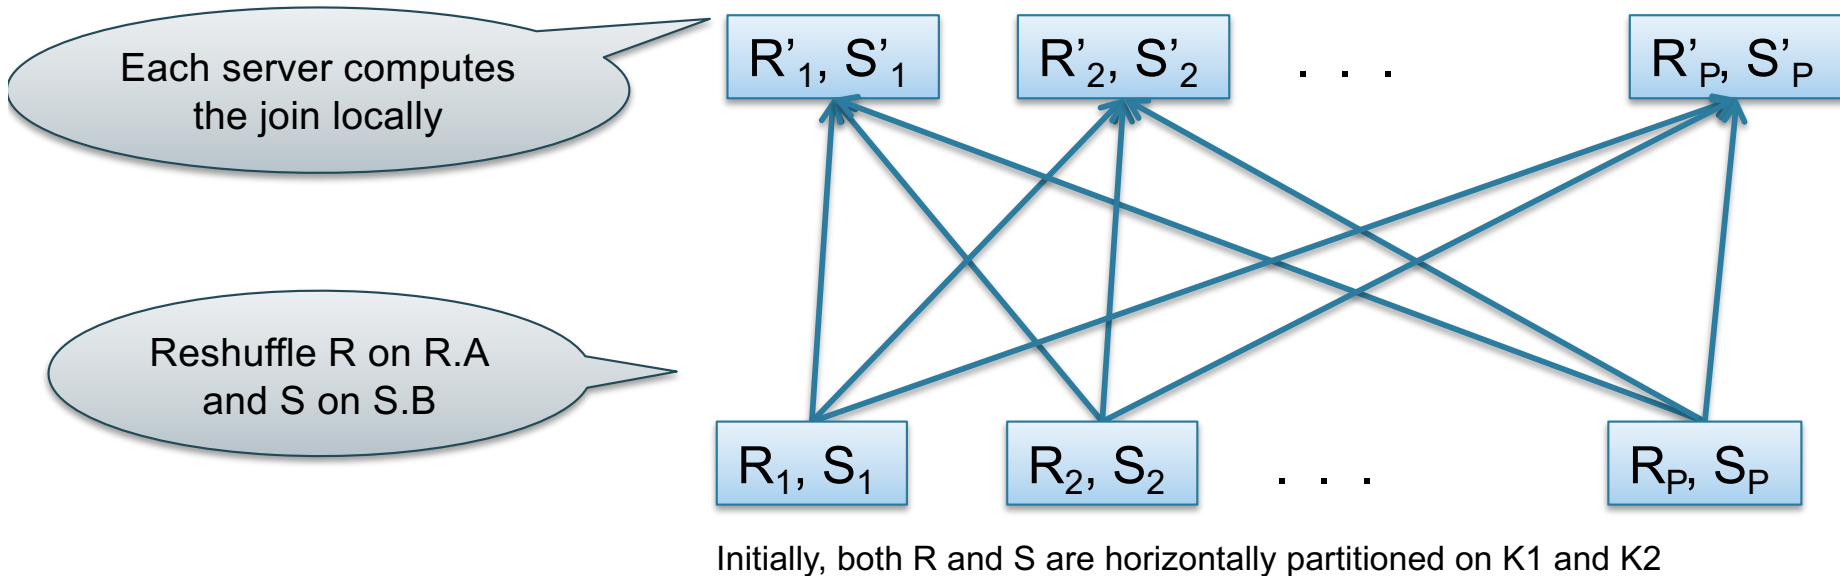 Each server computes
the join locally
R’₁, S’₁
R’₂, S’₂
. . .
R’P, S’P
Reshuffle R on R.A
and S on S.B
R₁, S₁
R₂, S₂
. . .
RP, SP
Initially, both R and S are horizontally partitioned on K1 and K2